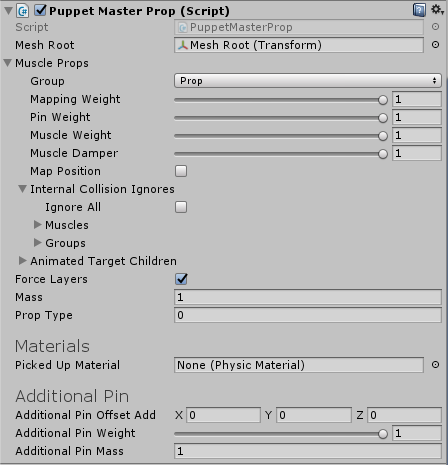 Puppet Master Prop (Script)
Script PuppetMasterProp
Mesh Root Mesh Root (Transform)
Muscle Props
Group Prop
Mapping Weight 1
Pin Weight 1
Muscle Weight 1
Muscle Damper 1
Map Position
Internal Collision Ignores
Ignore All
Muscles
Groups
Animated Target Children
Force Layers
Mass 1
Prop Type 0
Materials
Picked Up Material None (Physic Material)
Additional Pin
Additional Pin Offset Add X 0 Y 0 Z 0
Additional Pin Weight 1
Additional Pin Mass 1